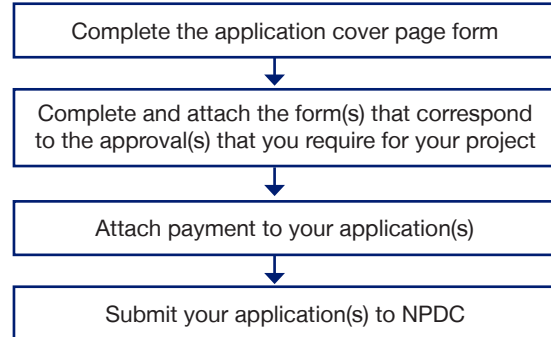 Complete the application cover page form
Complete and attach the form(s) that correspond
to the approval(s) that you require for your project
Attach payment to your application(s)
Submit your application(s) to NPDC